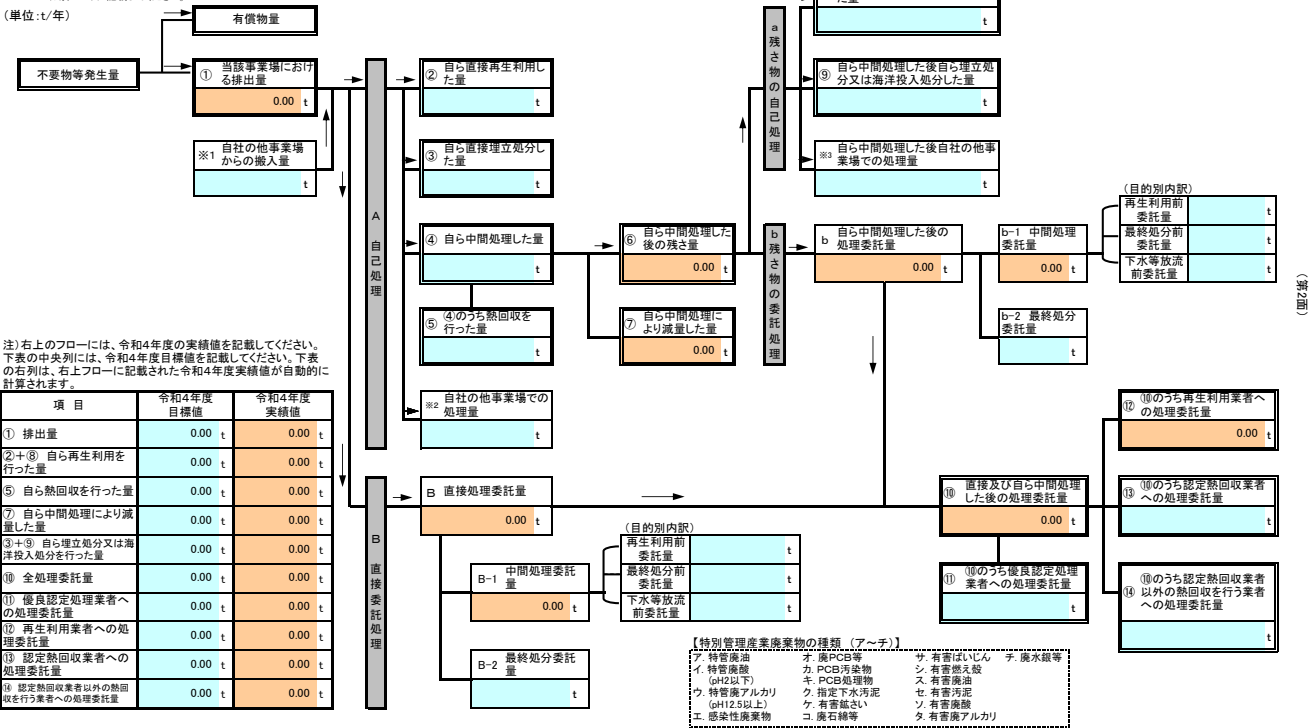 (単位:t/年)
有償物量
不要物等発生量
① 当該事業場におけ
る排出量
0.00 t
※1 自社の他事業場
からの搬入量
t
A 自己処理
② 自ら直接再生利用し
た量
t
③ 自ら直接埋立処分し
た量
t
④ 自ら中間処理した量
t
⑤ ④のうち熱回収を
行った量
t
※2 自社の他事業場での
処理量
t
⑥ 自ら中間処理した
後の残さ量
0.00 t
⑦ 自ら中間処理に
より減量した量
0.00 t
a 残さ物の自己処理
t
⑨ 自ら中間処理した後自ら埋立処
分又は海洋投入処分した量
t
※3 自ら中間処理した後自社の他事
業場での処理量
t
b 残さ物の委託処理
b 自ら中間処理した後の
処理委託量
0.00 t
b-1 中間処理
委託量
0.00 t
b-2 最終処分
委託量
t
(目的別内訳)
再生利用前
委託量
t
最終処分前
委託量
t
下水等放流
前委託量
t
(第2面)
注)右上のフローには、令和4年度の実績値を記載してください。
下表の中央列には、令和4年度目標値を記載してください。下表
の右列は、右上フローに記載された令和4年度実績値が自動的に
計算されます。
項 目 令和4年度 目標値 令和4年度 実績値
① 排出量 0.00 t 0.00 t
②+⑧ 自ら再生利用を
行った量 0.00 t 0.00 t
⑤ 自ら熱回収を行った量 0.00 t 0.00 t
⑦ 自ら中間処理により減
量した量 0.00 t 0.00 t
③+⑨ 自ら埋立処分又は海
洋投入処分を行った量 0.00 t 0.00 t
⑩ 全処理委託量 0.00 t 0.00 t
⑪ 優良認定処理業者へ
の処理委託量 0.00 t 0.00 t
⑫ 再生利用業者への処
理委託量 0.00 t 0.00 t
⑬ 認定熱回収業者への
処理委託量 0.00 t 0.00 t
⑭ 認定熱回収業者以外の熱回
収を行う業者への処理委託量 0.00 t 0.00 t
B 直接委託処理
B 直接処理委託量
0.00 t
B-1 中間処理委託
量
0.00 t
B-2 最終処分委託
量
t
(目的別内訳)
再生利用前
委託量
t
最終処分前
委託量
t
下水等放流
前委託量
t
⑩ 直接及び自ら中間処理
した後の処理委託量
0.00 t
⑪ ⑩のうち優良認定処理
業者への処理委託量
t
⑫ ⑩のうち再生利用業者へ
の処理委託量
0.00 t
⑬ ⑩のうち認定熱回収業者
への処理委託量
t
⑭ ⑩のうち認定熱回収業者
以外の熱回収を行う業者
への処理委託量
t
【特別管理産業廃棄物の種類 (ア~チ)】
ア. 特管廃油 オ. 廃PCB等 サ. 有害ばいじん チ. 廃水銀等
イ. 特管廃酸 カ. PCB汚染物 シ. 有害燃え殻
(pH2以下) キ. PCB処理物 ス. 有害廃油
ウ. 特管廃アルカリ ク. 指定下水汚泥 セ. 有害汚泥
(pH12.5以上) ケ. 有害鉱さい ソ. 有害廃酸
エ. 感染性廃棄物 コ. 廃石綿等 タ. 有害廃アルカリ